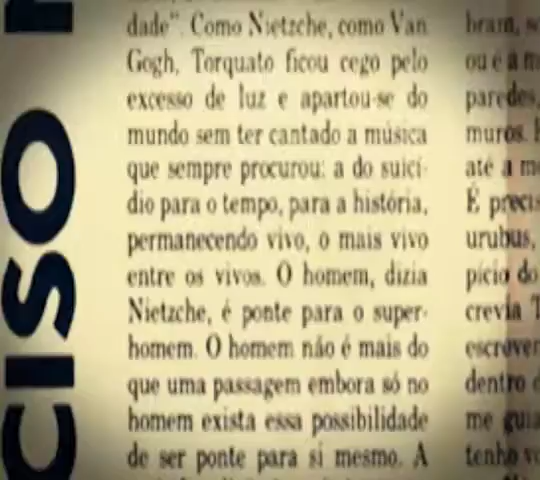 CISO
dade". Como Nietzche, como Van
Gogh, Torquato ficou cego pelo
excesso de luz e apartou-se do
mundo sem ter cantado a música
que sempre procurou: a do suicí-
dio para o tempo, para a história,
permanecendo vivo, o mais vivo
entre os vivos. O homem, dizia
Nietzche, é ponte para o super-
homem. O homem não é mais do
que uma passagem embora só no
homem exista essa possibilidade
de ser ponte para si mesmo. A
bram,
ou é a
paredes,
muros.
até a
É
urubus,
pício do
crevia
dentro
me
tenho